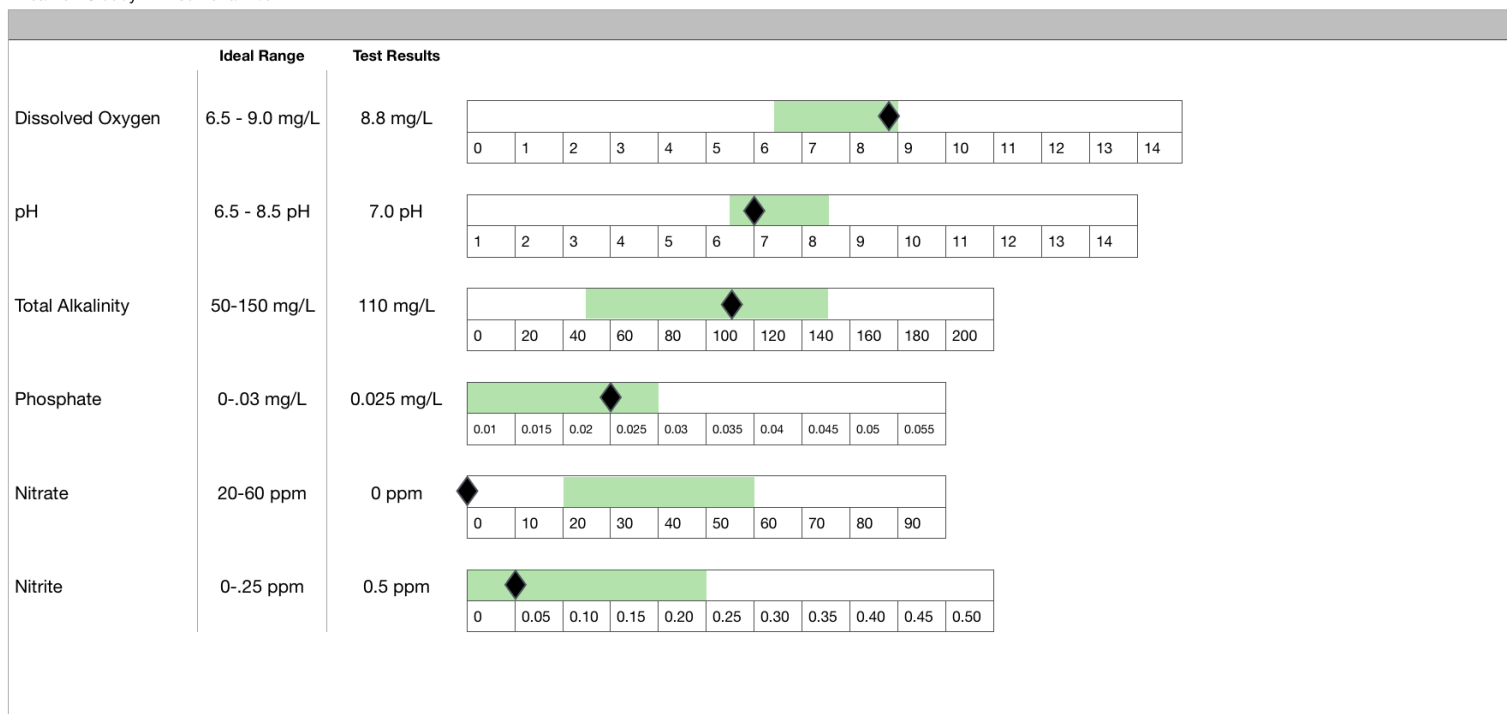 Ideal Range Test Results
Dissolved Oxygen 6.5 - 9.0 mg/L 8.8 mg/L
0 1 2 3 4 5 6 7 8 9 10 11 12 13 14
pH 6.5 - 8.5 pH 7.0 pH
1 2 3 4 5 6 7 8 9 10 11 12 13 14
Total Alkalinity 50-150 mg/L 110 mg/L
0 20 40 60 80 100 120 140 160 180 200
Phosphate 0-.03 mg/L 0.025 mg/L
0.01 0.015 0.02 0.025 0.03 0.035 0.04 0.045 0.05 0.055
Nitrate 20-60 ppm 0 ppm
0 10 20 30 40 50 60 70 80 90
Nitrite 0-.25 ppm 0.5 ppm
0 0.05 0.10 0.15 0.20 0.25 0.30 0.35 0.40 0.45 0.50